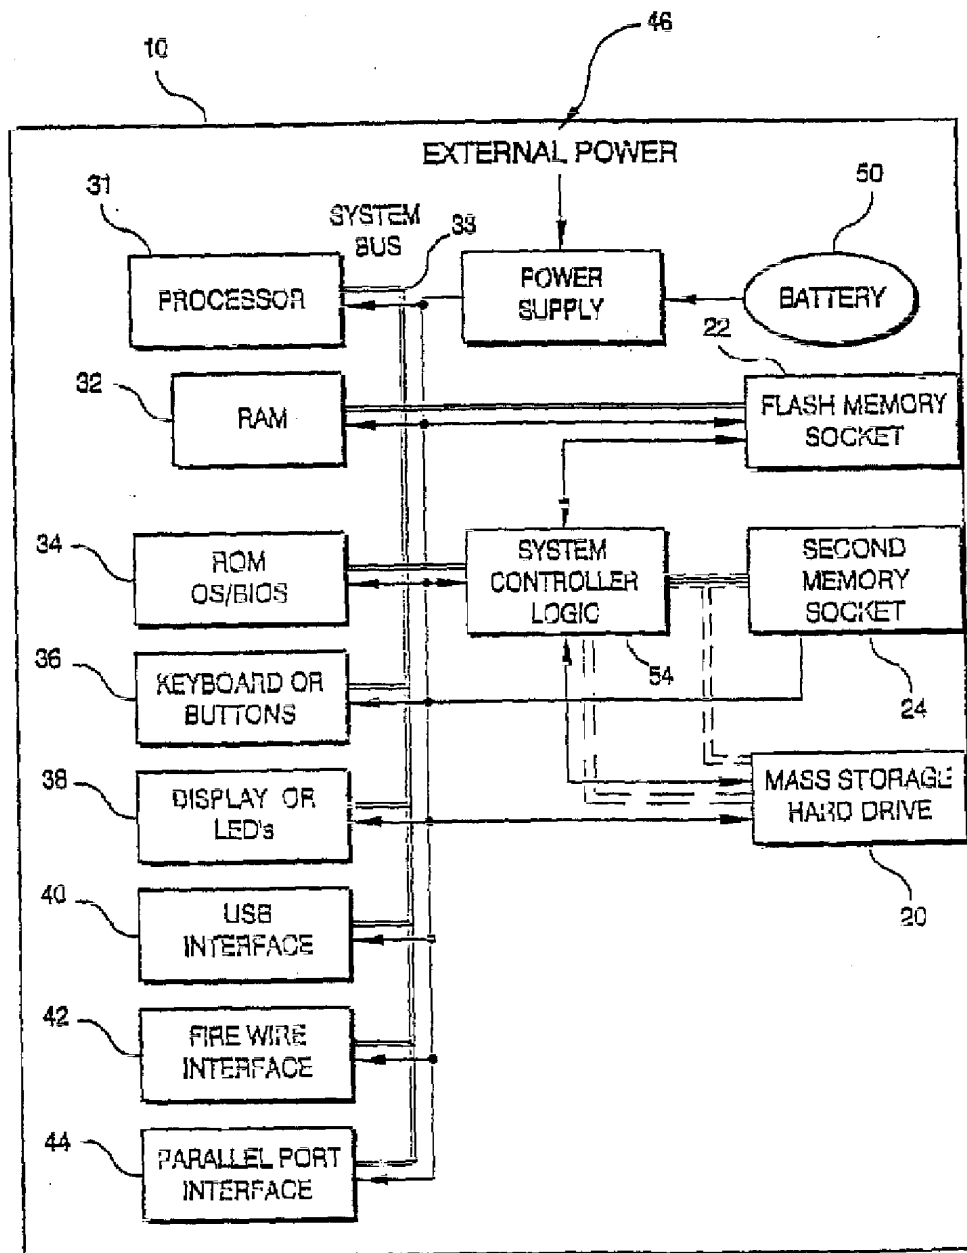 46
10
EXTERNAL POWER
31
SYSTEM
BUS
33
50
PROCESSOR
POWER
SUPPLY
BATTERY
22
32
RAM
FLASH MEMORY
SOCKET
34
ROM
OS/BIOS
SYSTEM
CONTROLLER
LOGIC
SECOND
MEMORY
SOCKET
36
KEYBOARD OR
BUTTONS
54
24
38
DISPLAY OR
LED's
MASS STORAGE
HARD DRIVE
40
USB
INTERFACE
20
42
FIRE WIRE
INTERFACE
44
PARALLEL PORT
INTERFACE